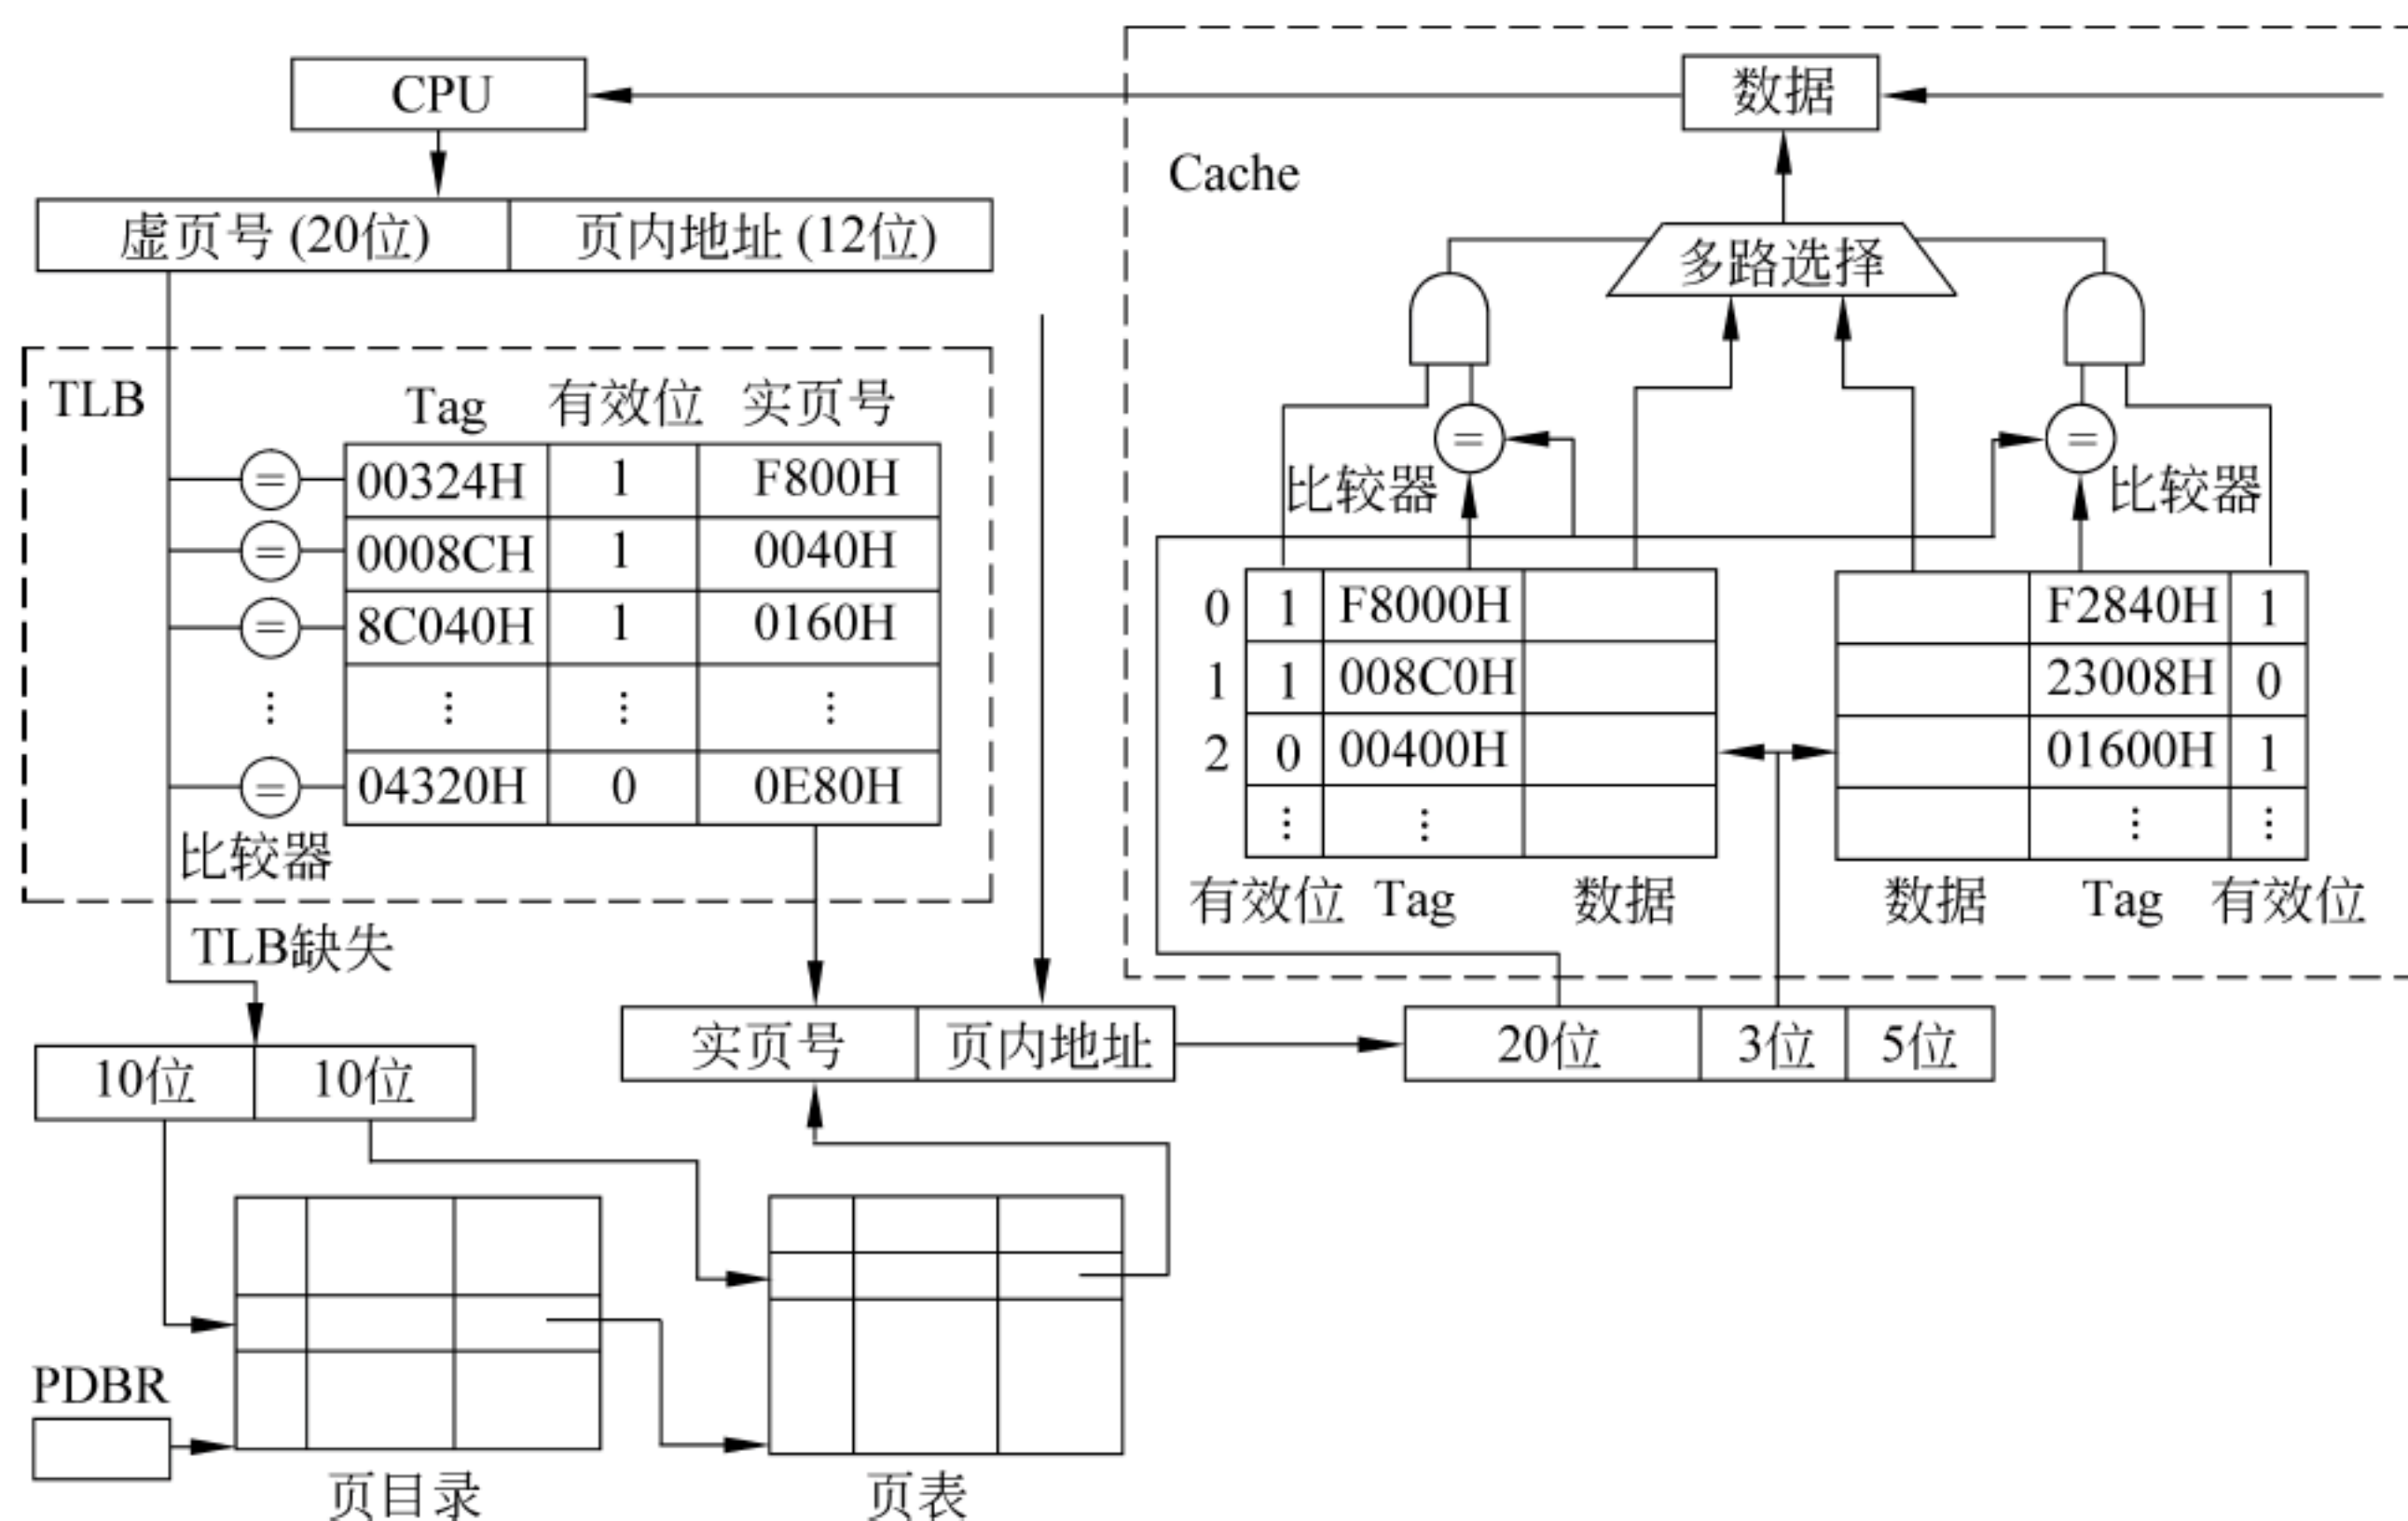 CPU
数据
Cache
虚页号 (20位) 页内地址 (12位)
多路选择
TLB
Tag 有效位 实页号
= 00324H 1 F800H
= 0008CH 1 0040H
= 8C040H 1 0160H
⋮ ⋮ ⋮ ⋮
= 04320H 0 0E80H
比较器
TLB缺失
= =
比较器 比较器
0 1 F8000H F2840H 1
1 1 008C0H 23008H 0
2 0 00400H 01600H 1
⋮ ⋮ ⋮ ⋮
有效位 Tag 数据 数据 Tag 有效位
实页号 页内地址
20位 3位 5位
10位 10位
PDBR
页目录 页表